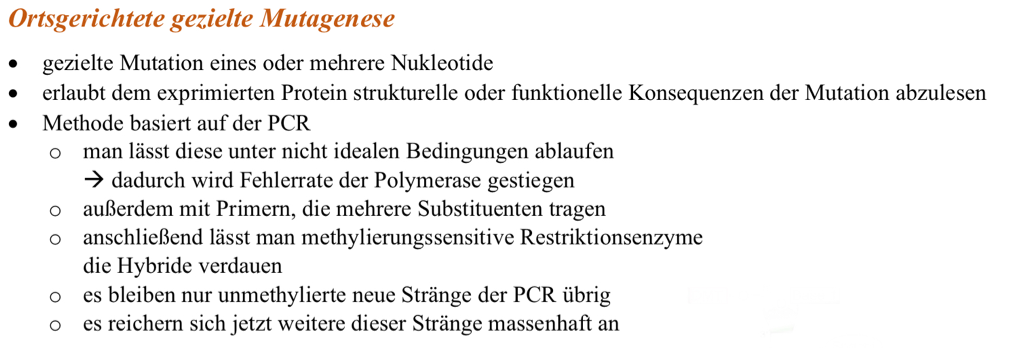 Ortsgerichtete gezielte Mutagenese
• gezielte Mutation eines oder mehrere Nukleotide
• erlaubt dem exprimierten Protein strukturelle oder funktionelle Konsequenzen der Mutation abzulesen
• Methode basiert auf der PCR
o man lässt diese unter nicht idealen Bedingungen ablaufen
→ dadurch wird Fehlerrate der Polymerase gestiegen
o außerdem mit Primern, die mehrere Substituenten tragen
o anschließend lässt man methylierungssensitive Restriktionsenzyme
die Hybride verdauen
o es bleiben nur unmethylierte neue Stränge der PCR übrig
o es reichern sich jetzt weitere dieser Stränge massenhaft an